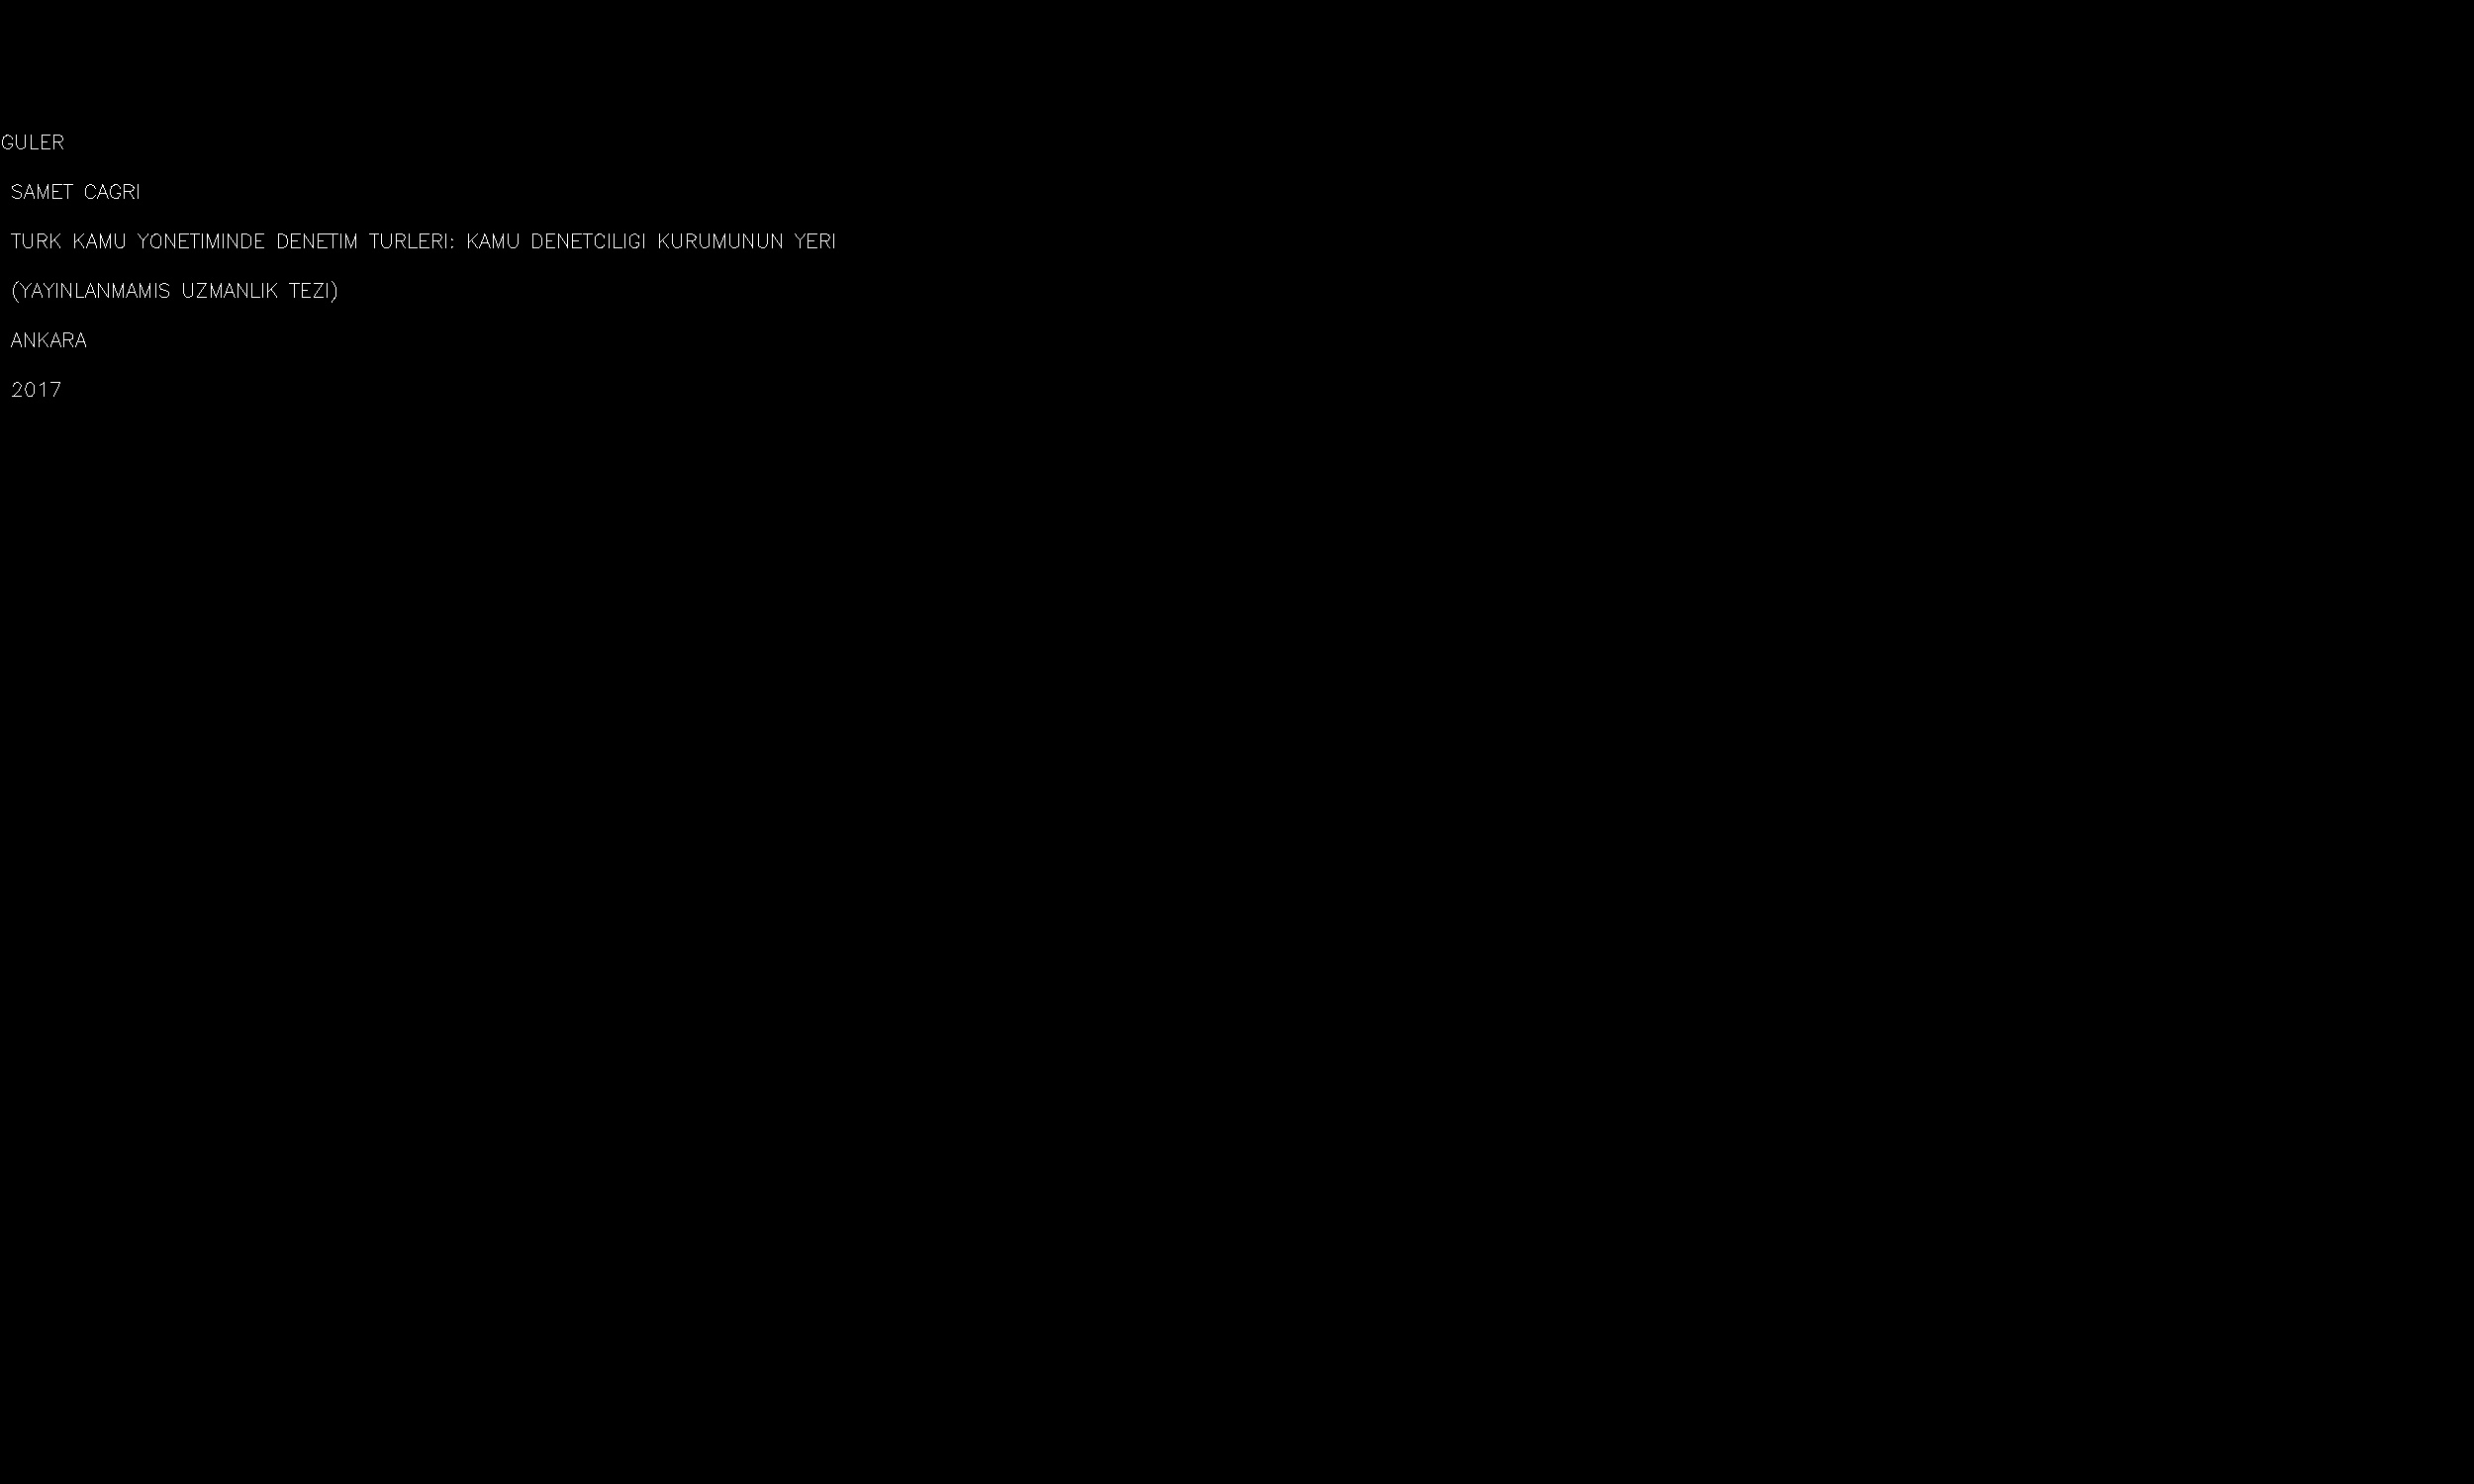 GULER
SAMET CAGRI
TURK KAMU YONETIMINDE DENETIM TURLERI: KAMU DENETCILIGI KURUMUNUN YERI
(YAYINLANMAMIS UZMANLIK TEZI)
ANKARA
2017